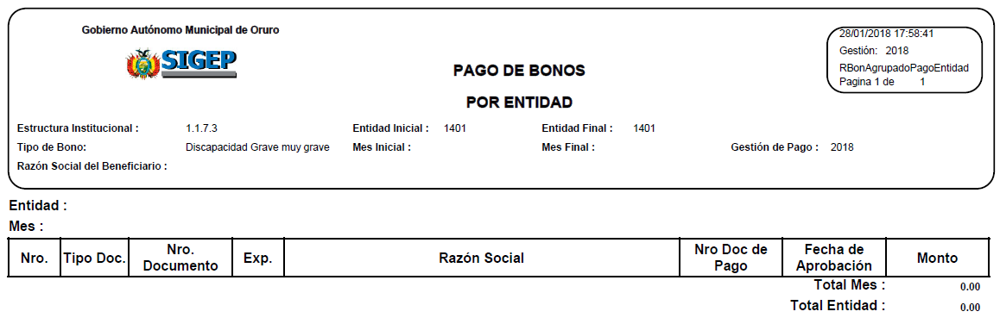 Gobierno Autónomo Municipal de Oruro
SIGEP
28/01/2018 17:58:41
Gestión: 2018
RBonAgrupadoPagoEntidad
Pagina 1 de 1
PAGO DE BONOS
POR ENTIDAD
Estructura Institucional : 1.1.7.3 Entidad Inicial : 1401 Entidad Final : 1401
Tipo de Bono: Discapacidad Grave muy grave Mes Inicial : Mes Final : Gestión de Pago : 2018
Razón Social del Beneficiario :
Entidad :
Mes :
Nro. Tipo Doc. Nro. Documento Exp. Razón Social Nro Doc de Pago Fecha de Aprobación Monto
Total Mes : 0.00
Total Entidad : 0.00